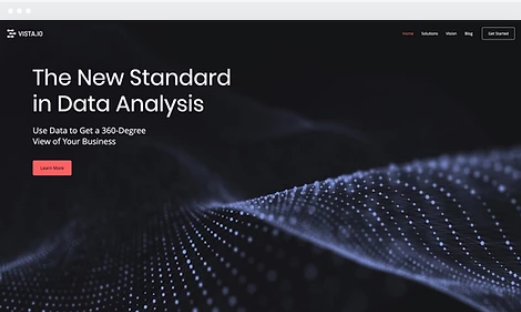 VISTA.IO
Home Solutions Vision Blog Get Started
The New Standard
in Data Analysis
Use Data to Get a 360-Degree
View of Your Business
Learn More